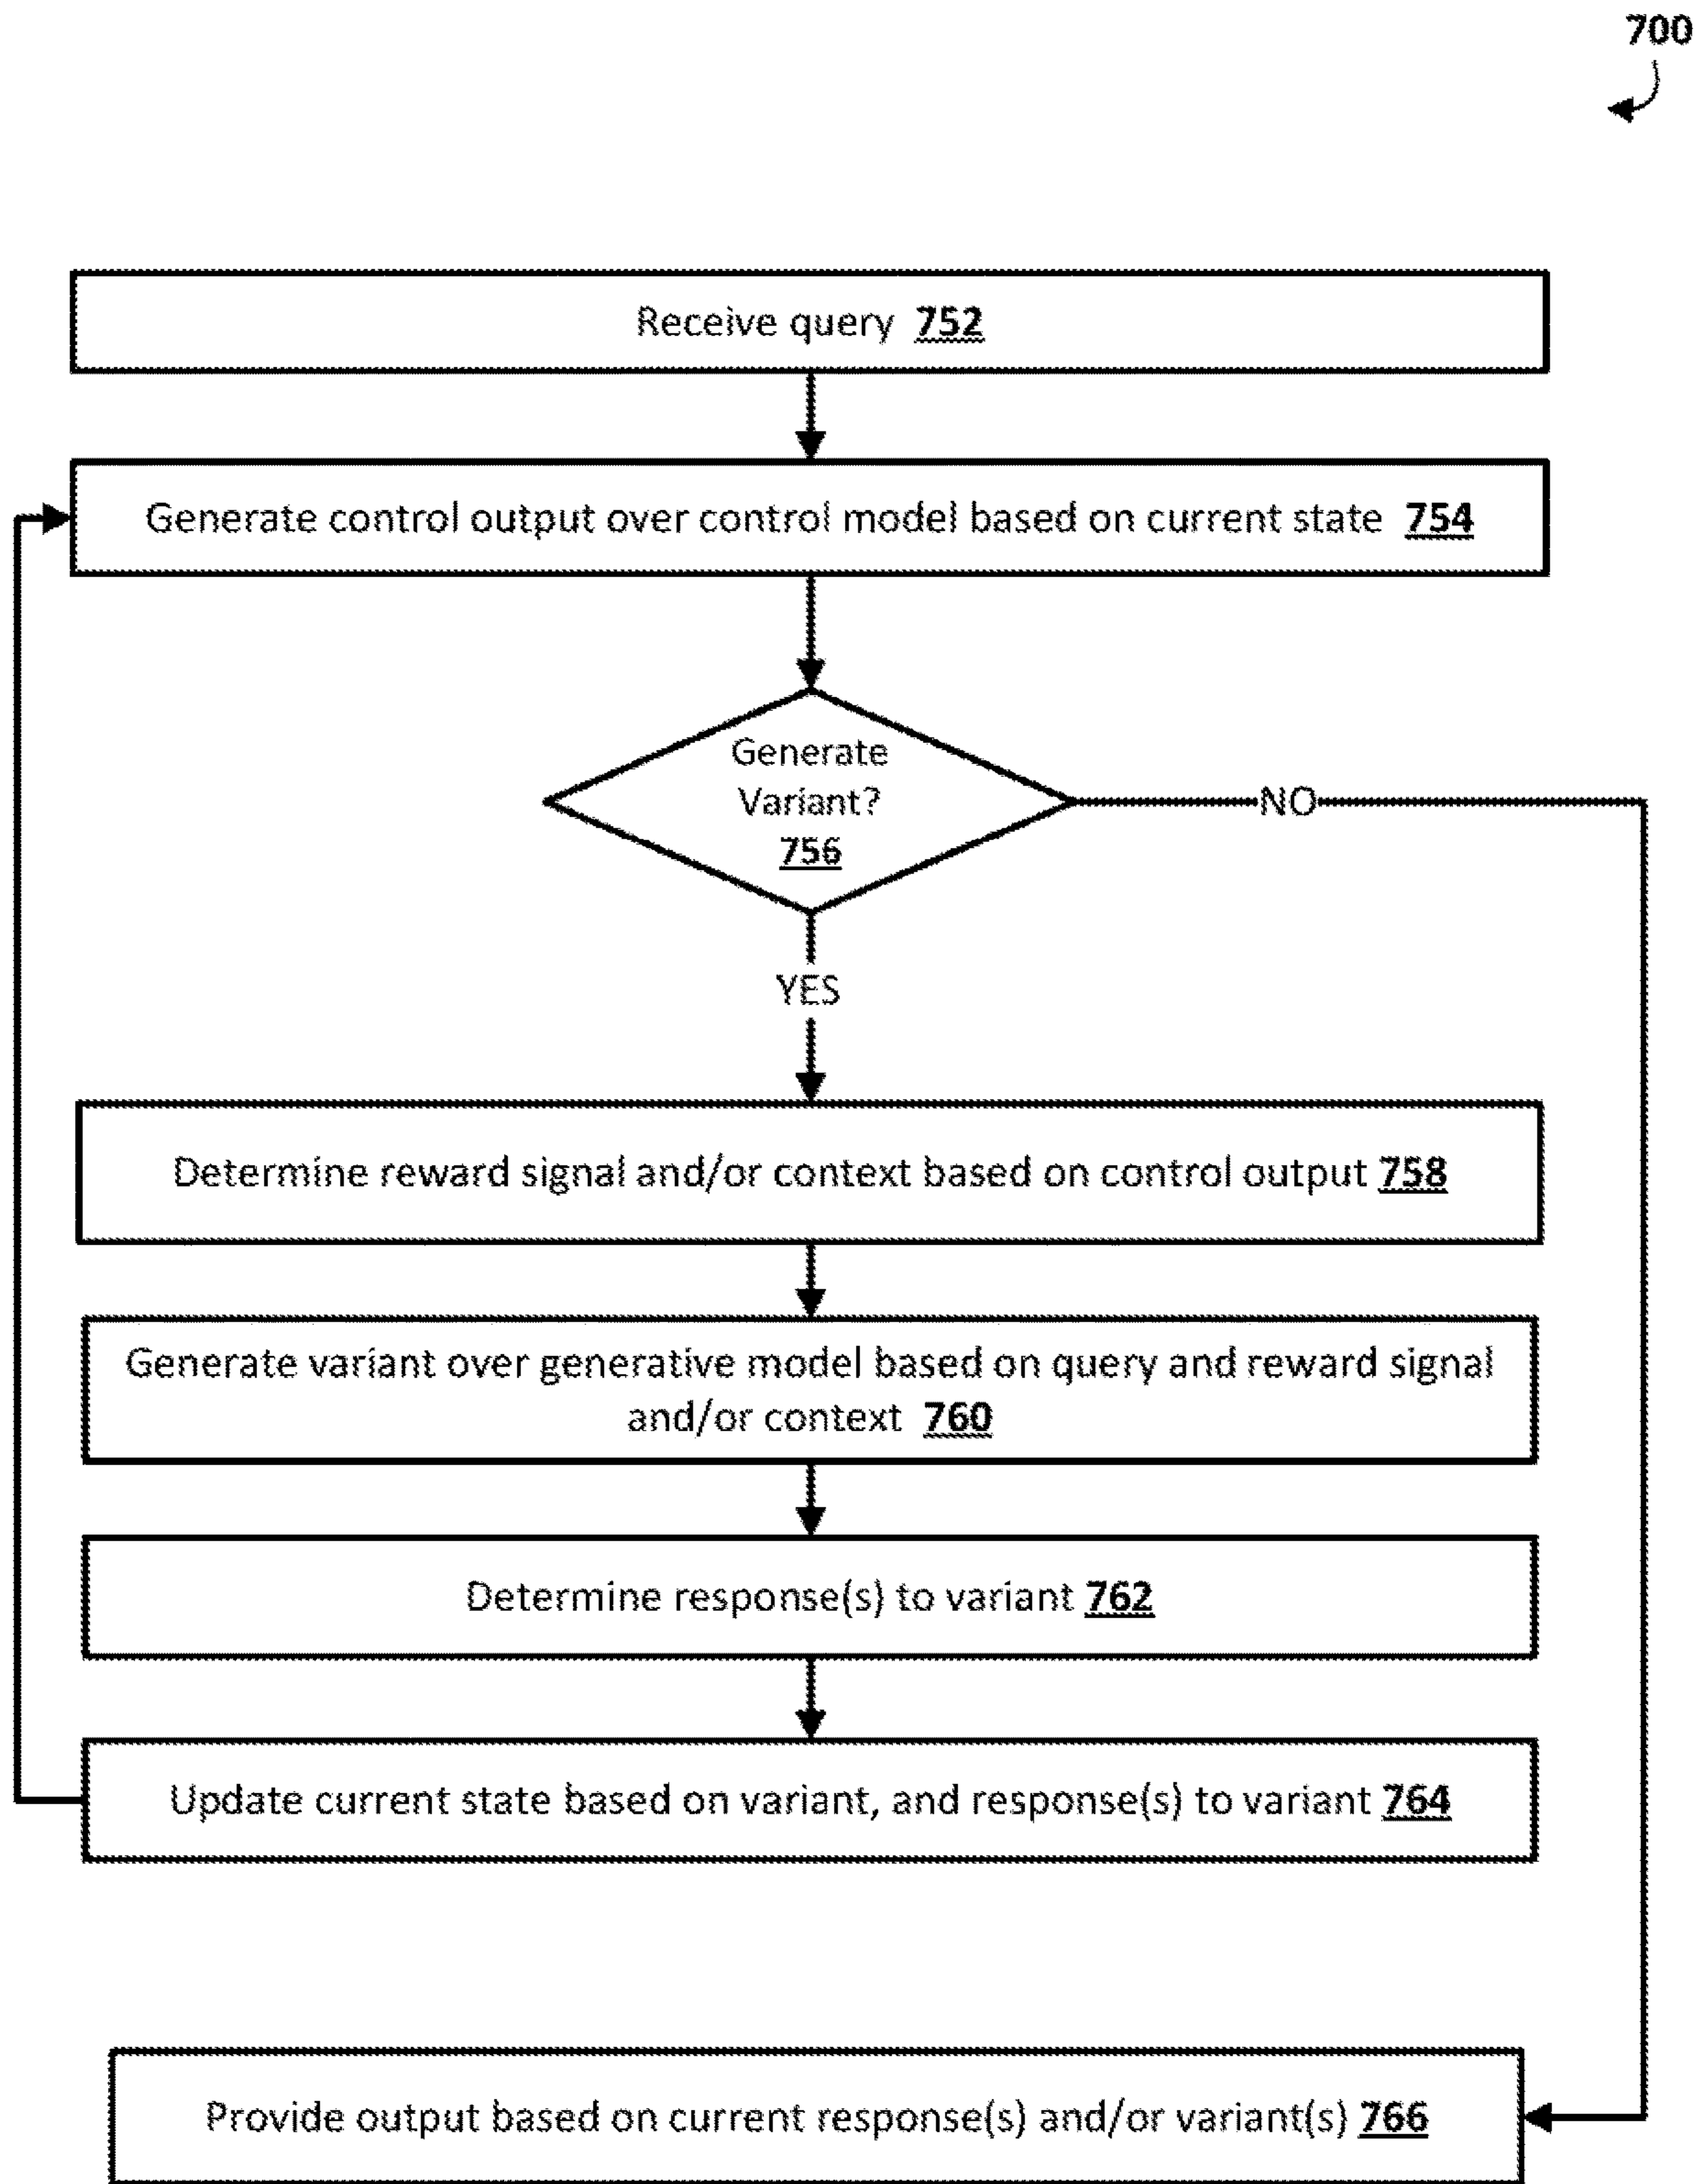 700
Receive query 752
Generate control output over control model based on current state 754
Generate
Variant?
756
NO
YES
Determine reward signal and/or context based on control output 758
Generate variant over generative model based on query and reward signal
and/or context 760
Determine response(s) to variant 762
Update current state based on variant, and response(s) to variant 764
Provide output based on current response(s) and/or variant(s) 766